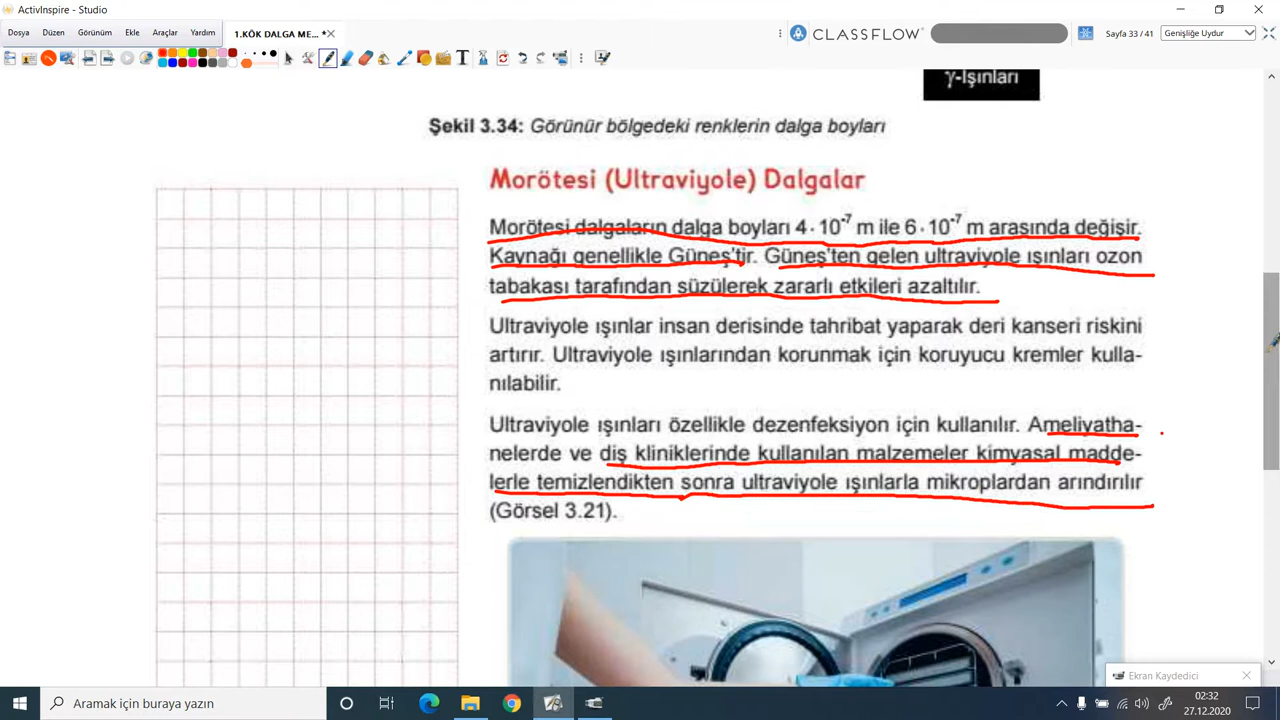 ActivInspire - Studio
Dosya Düzen Görünüm Ekle Araçlar Yardım 1.KÖK DALGA ME... *
CLASSFLOW Sayfa 33 / 41 Genişliğe Uydur
γ-Işınları
Şekil 3.34: Görünür bölgedeki renklerin dalga boyları
Morötesi (Ultraviyole) Dalgalar
Morötesi dalgaların dalga boyları 4 · 10⁻⁷ m ile 6 · 10⁻⁷ m arasında değişir.
Kaynağı genellikle Güneş'tir. Güneş'ten gelen ultraviyole ışınları ozon
tabakası tarafından süzülerek zararlı etkileri azaltılır.
Ultraviyole ışınlar insan derisinde tahribat yaparak deri kanseri riskini
artırır. Ultraviyole ışınlarından korunmak için koruyucu kremler kulla-
nılabilir.
Ultraviyole ışınları özellikle dezenfeksiyon için kullanılır. Ameliyatha-
nelerde ve diş kliniklerinde kullanılan malzemeler kimyasal madde-
lerle temizlendikten sonra ultraviyole ışınlarla mikroplardan arındırılır
(Görsel 3.21).
Ekran Kaydedici
Aramak için buraya yazın
02:32
27.12.2020